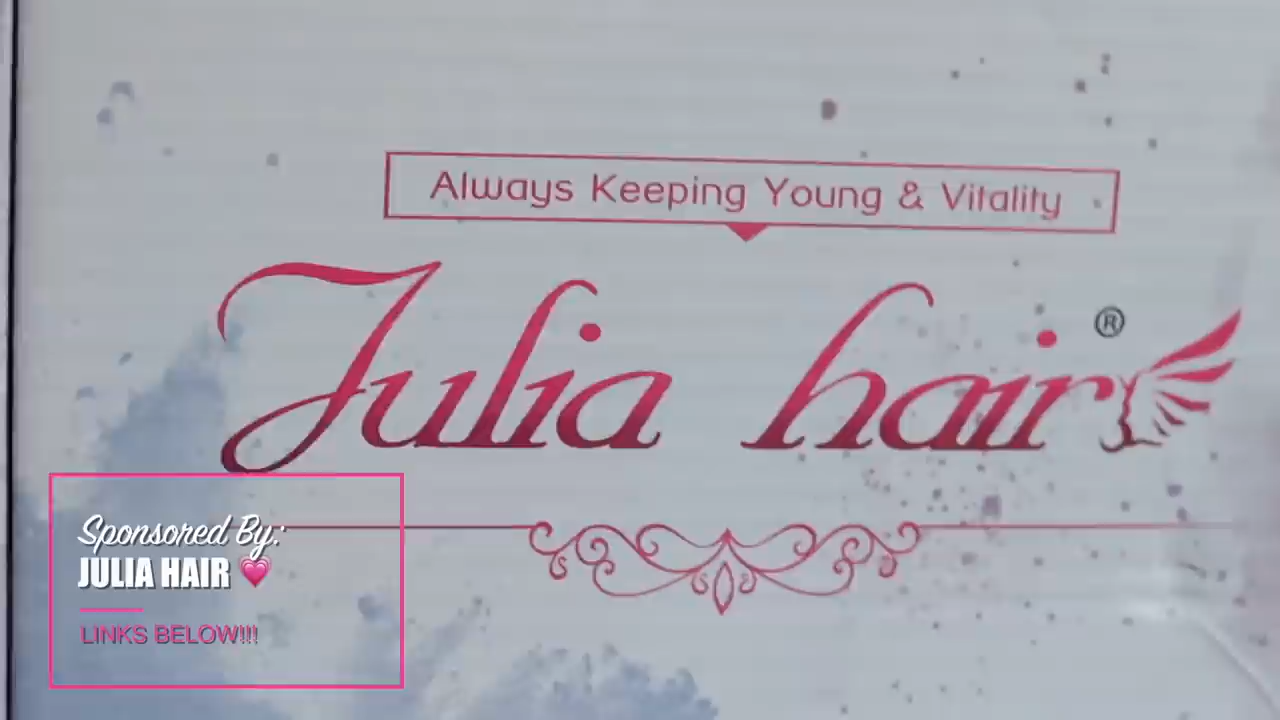 Always Keeping Young & Vitality
Julia hair®
Sponsored By:
JULIA HAIR 💗
LINKS BELOW!!!